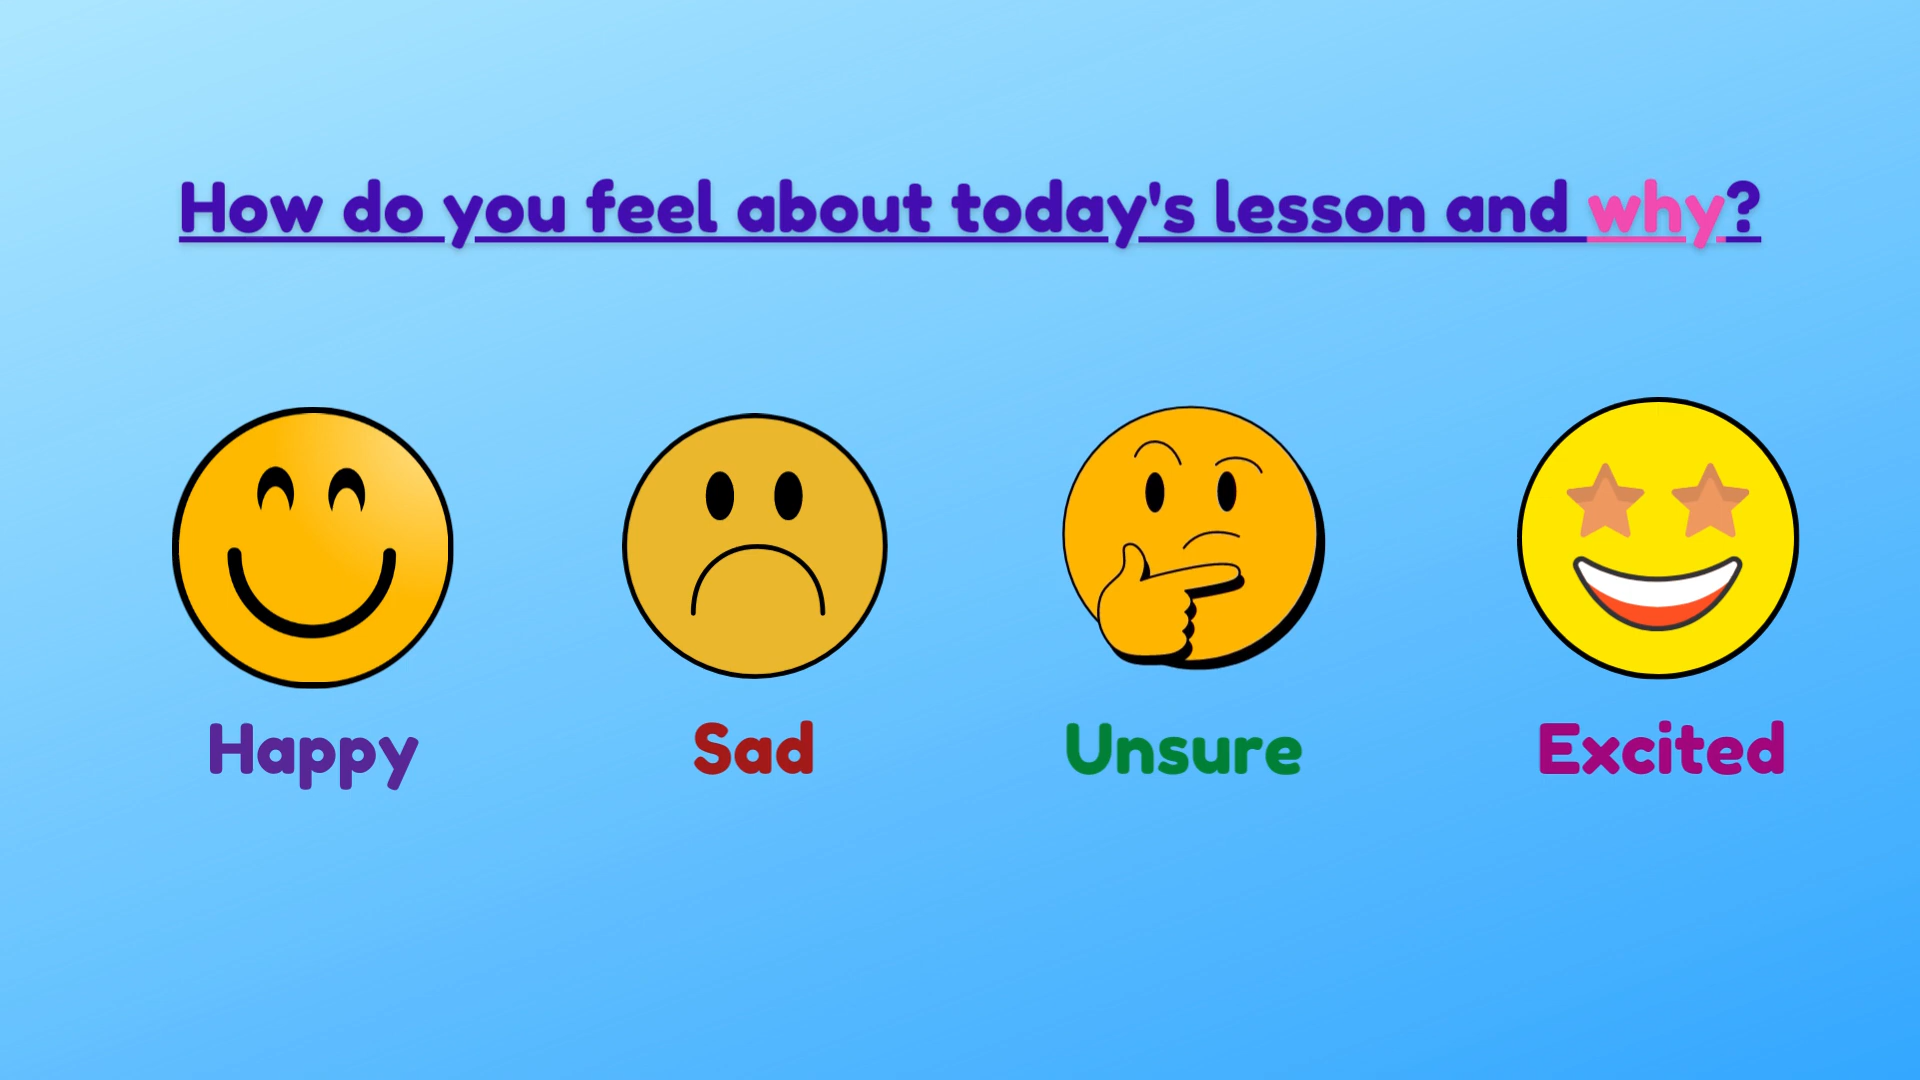 How do you feel about today's lesson and why?
Happy
Sad
Unsure
Excited